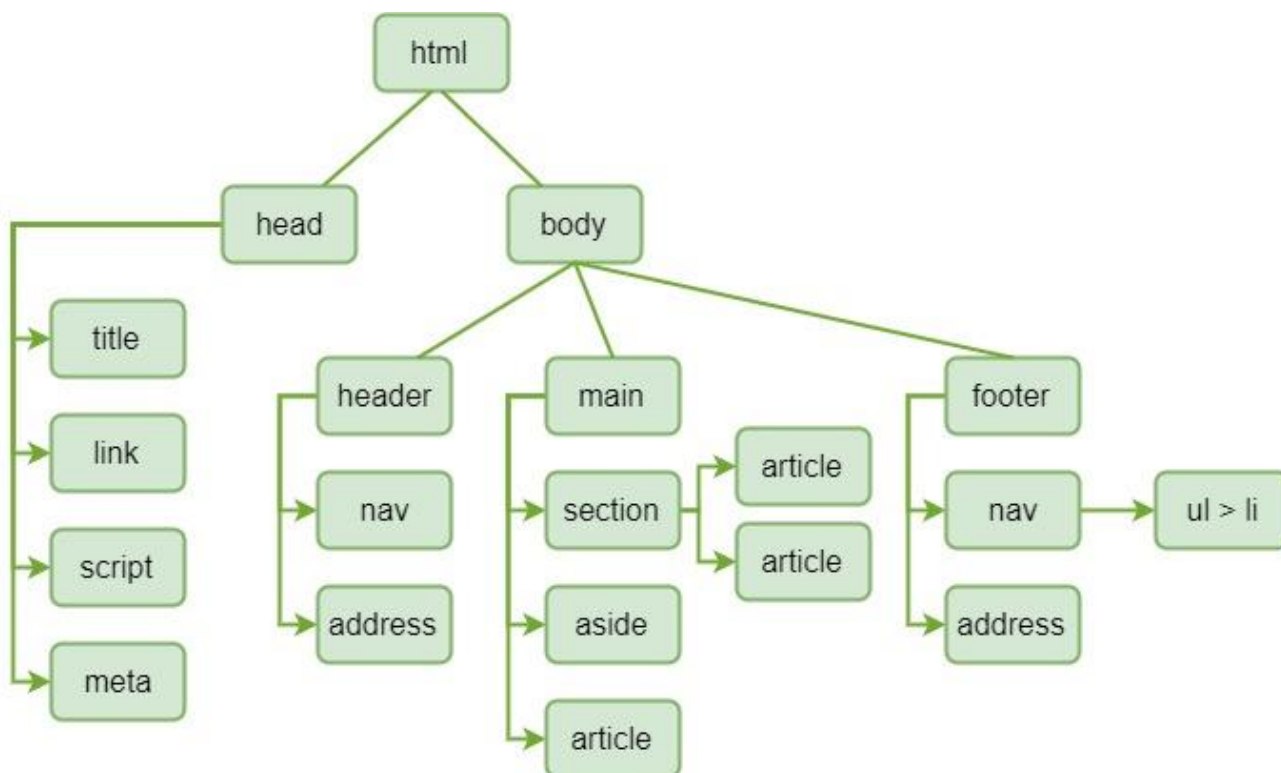 html
head
body
title
link
script
meta
header
nav
address
main
section
article
article
aside
article
footer
nav
ul > li
address